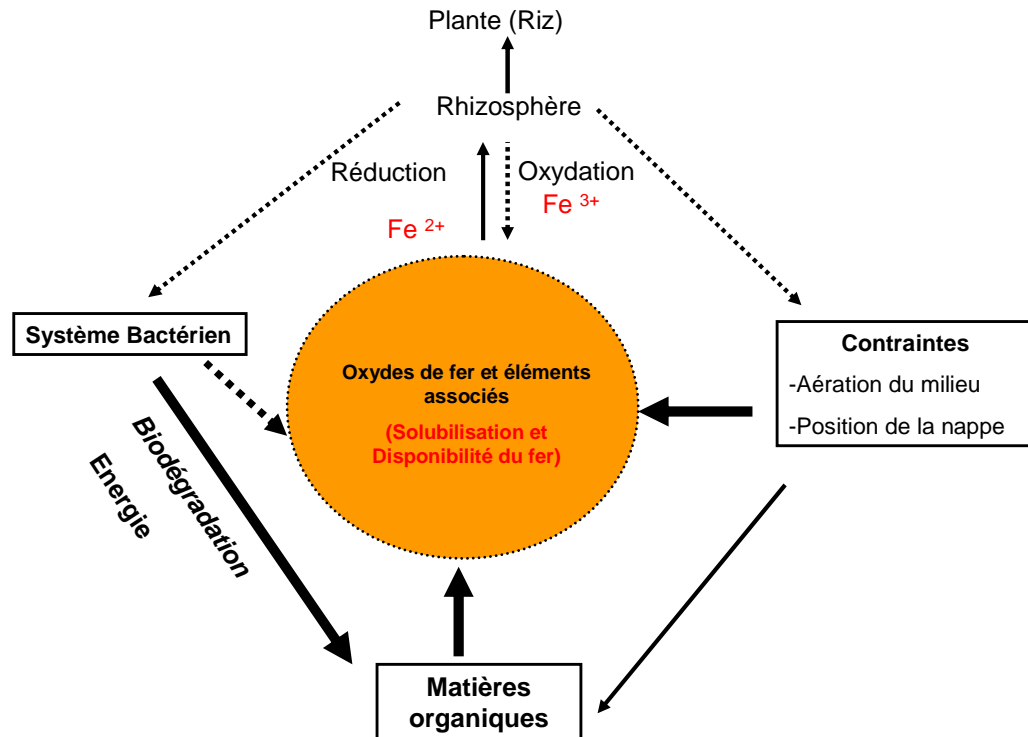 Plante (Riz)
Rhizosphère
Réduction
Oxydation
Fe 2+
Fe 3+
Système Bactérien
Contraintes
-Aération du milieu
-Position de la nappe
Oxydes de fer et éléments
associés
(Solubilisation et
Disponibilité du fer)
Biodégradation
Energie
Matières
organiques